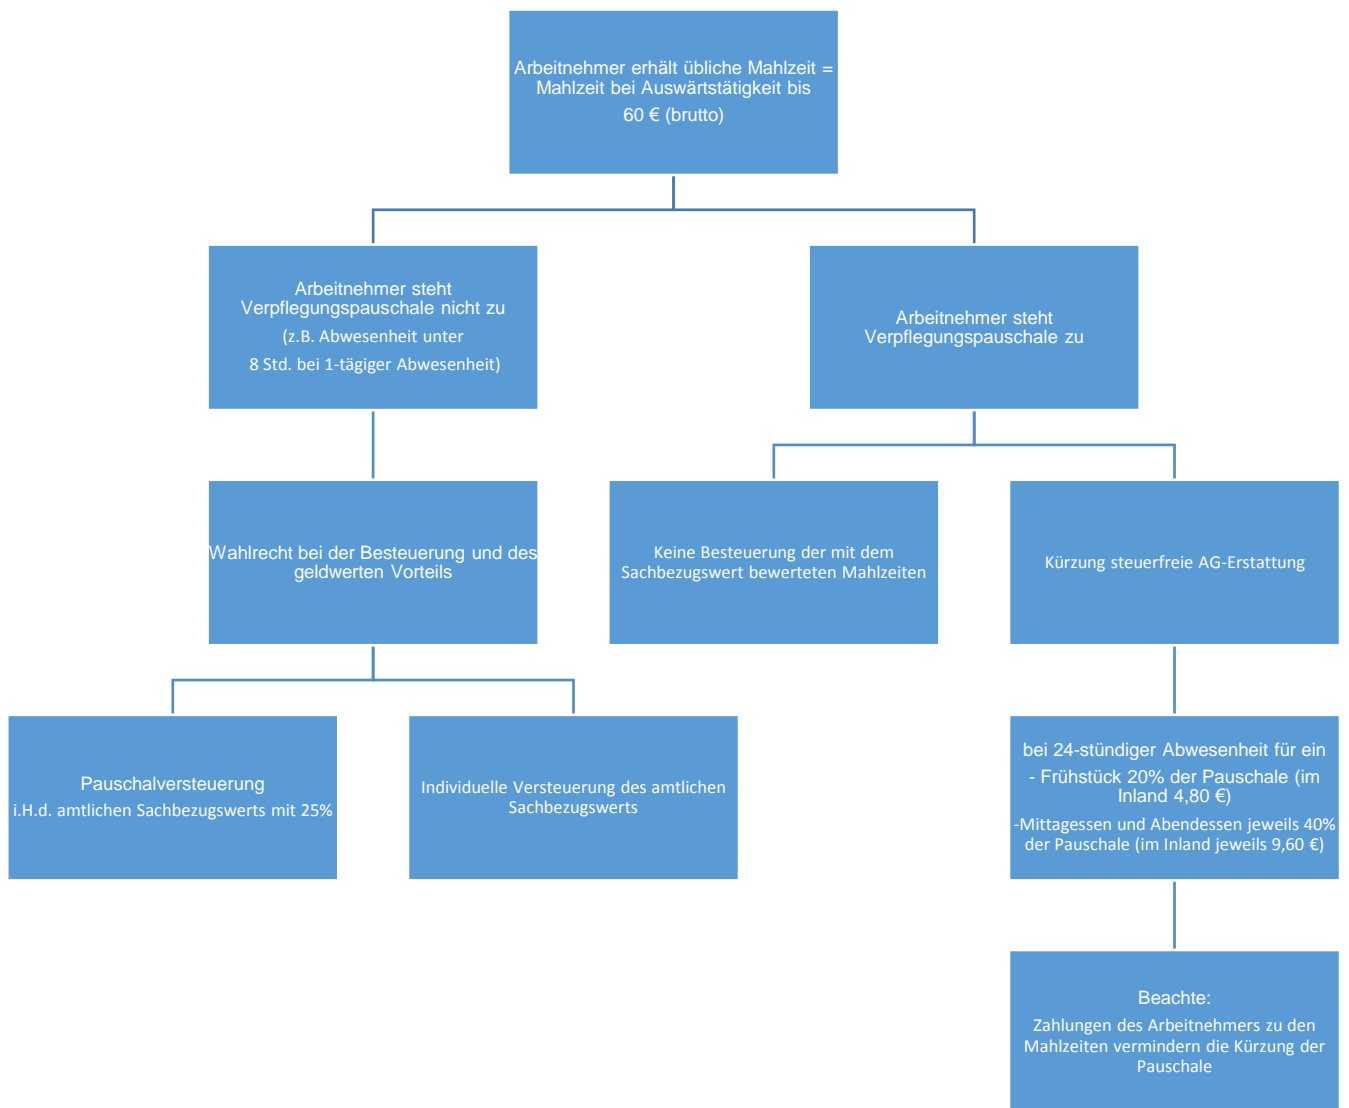 Arbeitnehmer erhält übliche Mahlzeit =
Mahlzeit bei Auswärtstätigkeit bis
60 € (brutto)
Arbeitnehmer steht
Verpflegungspauschale nicht zu
(z.B. Abwesenheit unter
8 Std. bei 1-tägiger Abwesenheit)
Arbeitnehmer steht
Verpflegungspauschale zu
Wahlrecht bei der Besteuerung und des
geldwerten Vorteils
Keine Besteuerung der mit dem
Sachbezugswert bewerteten Mahlzeiten
Kürzung steuerfreie AG-Erstattung
Pauschalversteuerung
i.H.d. amtlichen Sachbezugswerts mit 25%
Individuelle Versteuerung des amtlichen
Sachbezugswerts
bei 24-stündiger Abwesenheit für ein
- Frühstück 20% der Pauschale (im
Inland 4,80 €)
-Mittagessen und Abendessen jeweils 40%
der Pauschale (im Inland jeweils 9,60 €)
Beachte:
Zahlungen des Arbeitnehmers zu den
Mahlzeiten vermindern die Kürzung der
Pauschale